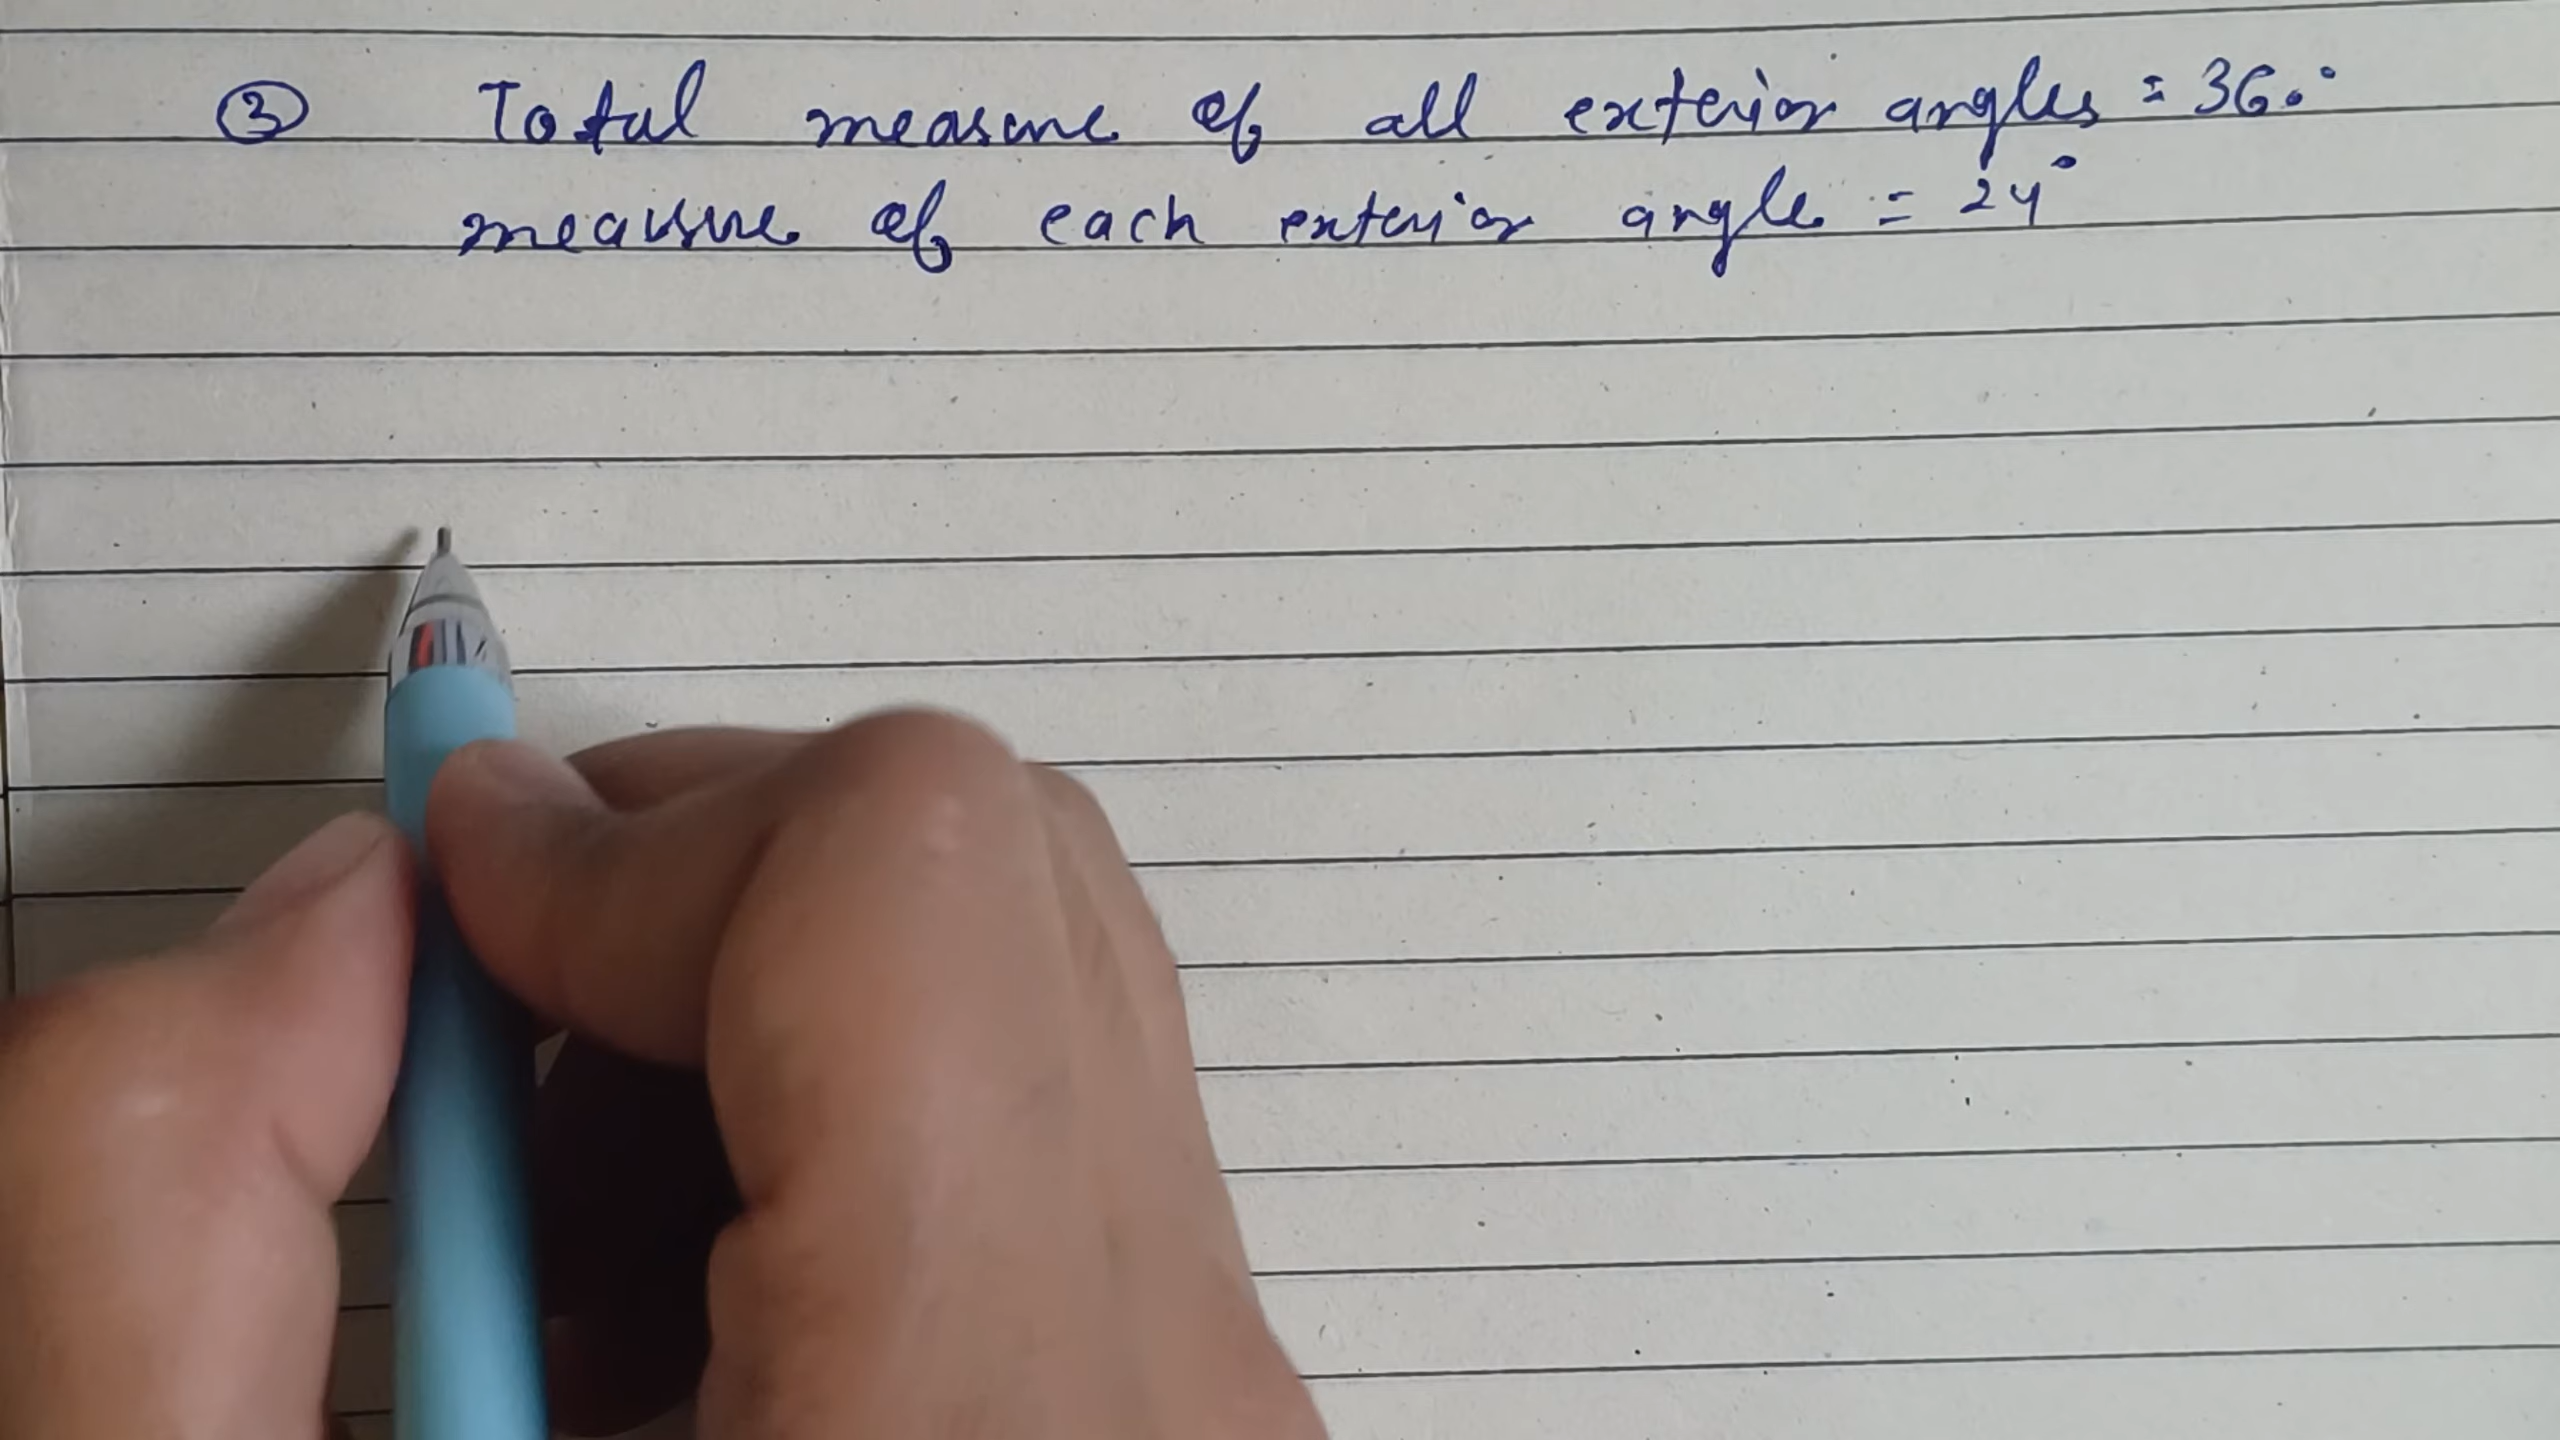 ③ Total measure of all exterior angles = 360°
measure of each exterior angle = 24°